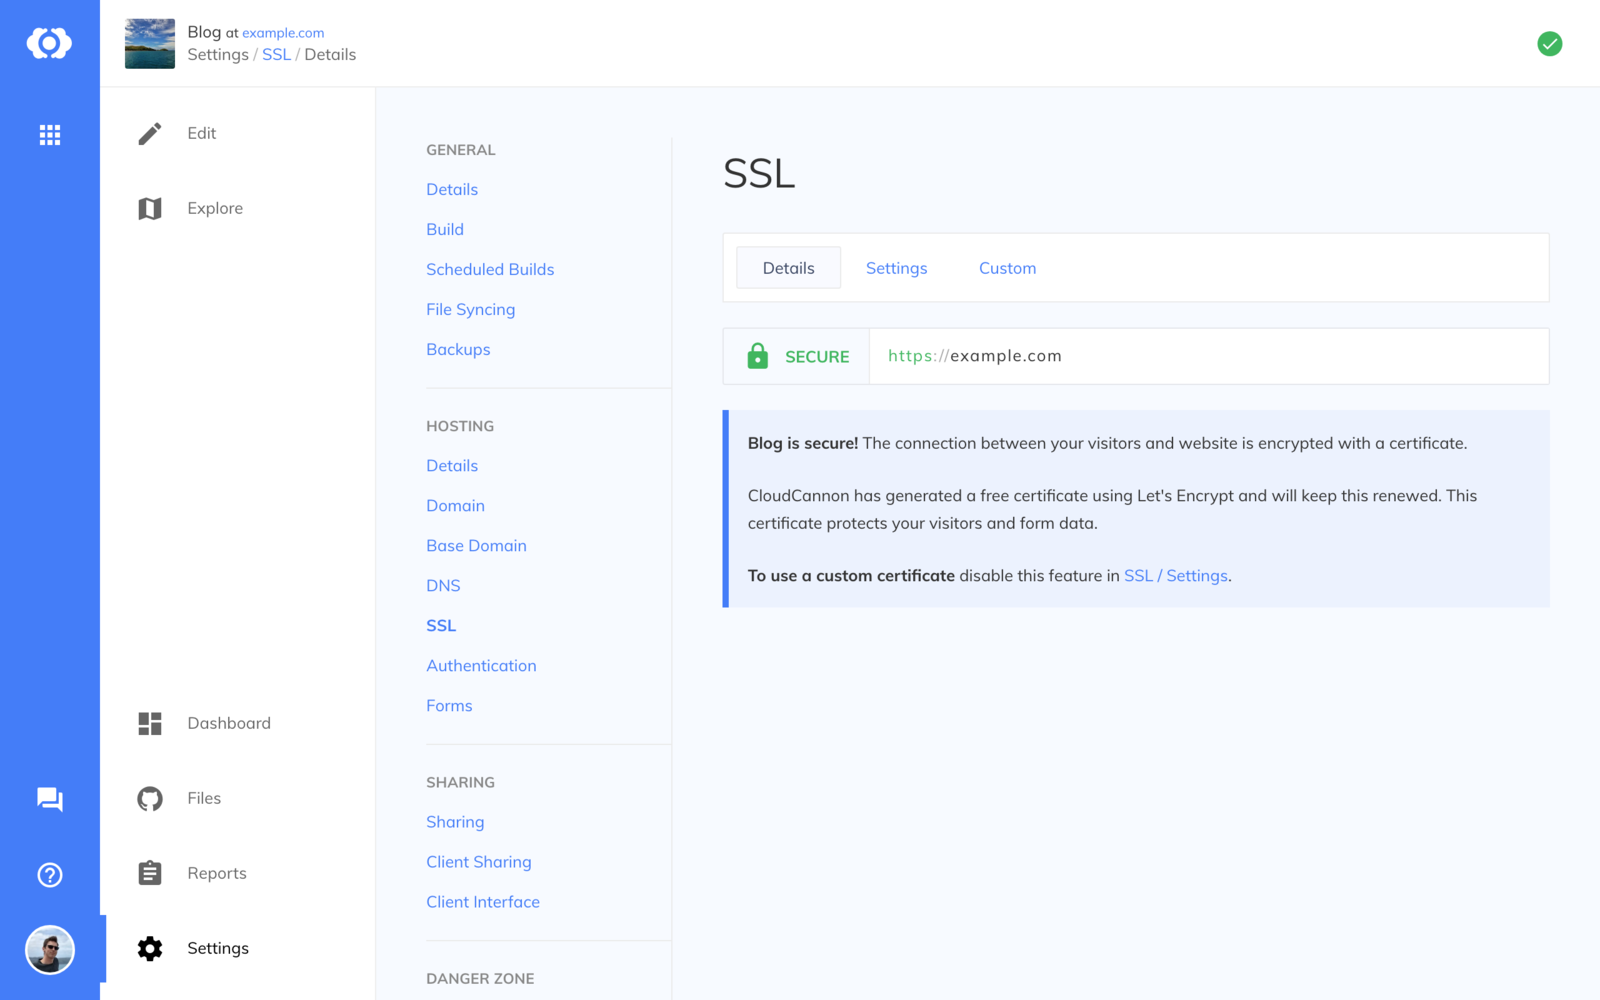 Blog at example.com
Settings / SSL / Details
Edit
Explore
Dashboard
Files
Reports
Settings
GENERAL
Details
Build
Scheduled Builds
File Syncing
Backups
HOSTING
Details
Domain
Base Domain
DNS
SSL
Authentication
Forms
SHARING
Sharing
Client Sharing
Client Interface
DANGER ZONE
SSL
Details Settings Custom
SECURE https://example.com
Blog is secure! The connection between your visitors and website is encrypted with a certificate.
CloudCannon has generated a free certificate using Let's Encrypt and will keep this renewed. This
certificate protects your visitors and form data.
To use a custom certificate disable this feature in SSL / Settings.